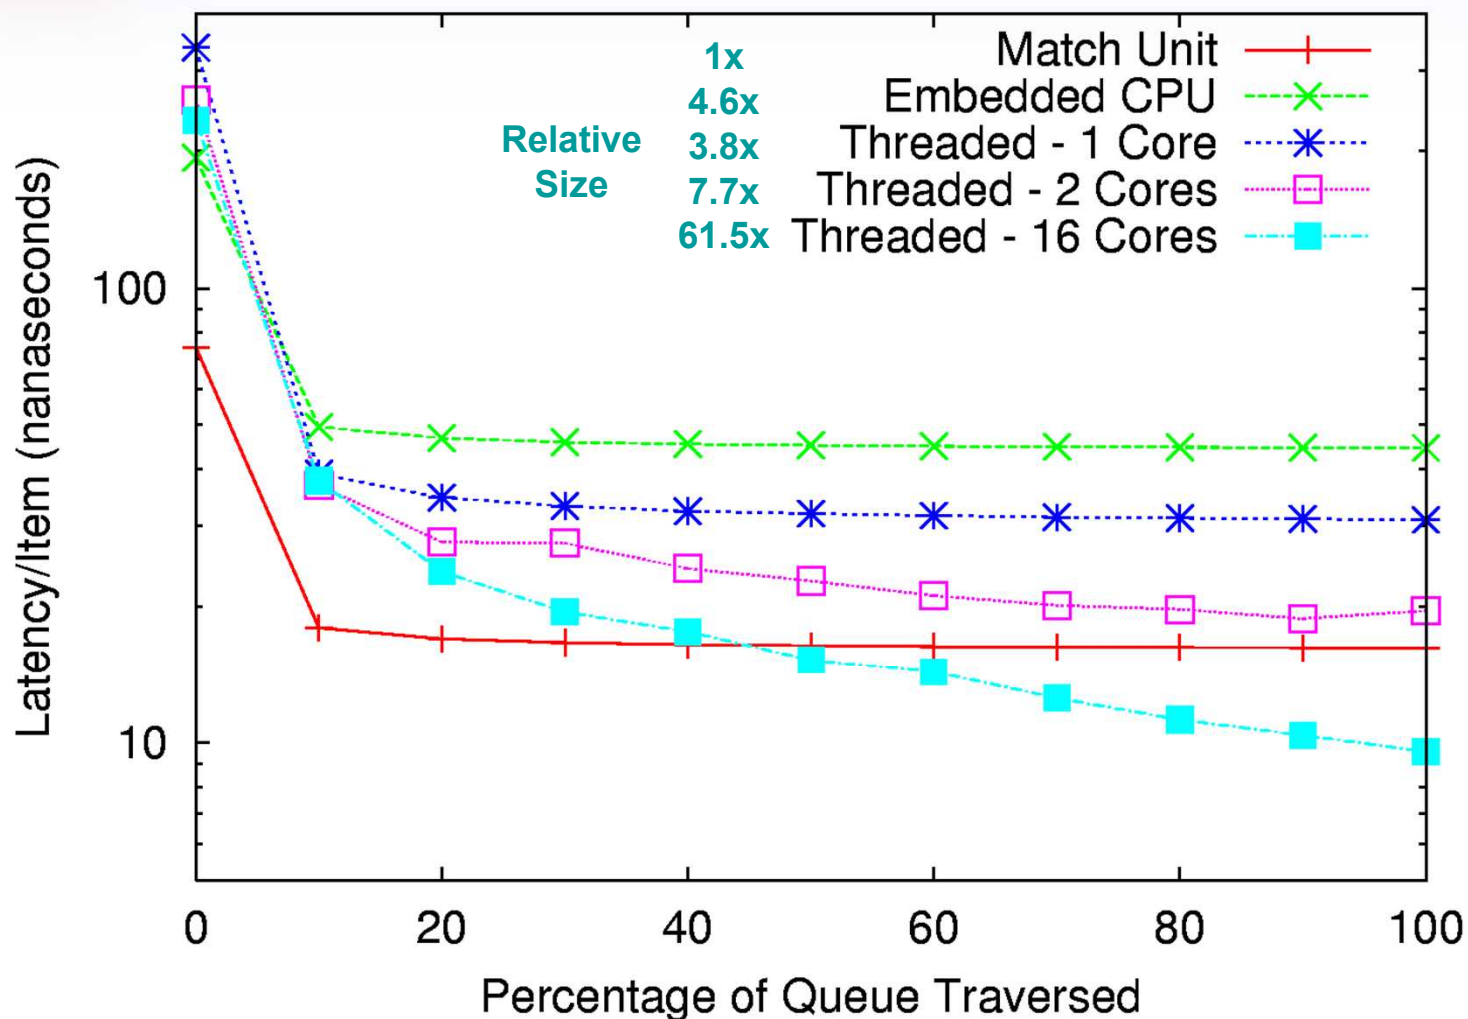 1x Match Unit
4.6x Embedded CPU
Relative 3.8x Threaded - 1 Core
Size 7.7x Threaded - 2 Cores
61.5x Threaded - 16 Cores
Latency/Item (nanaseconds)
100
10
0 20 40 60 80 100
Percentage of Queue Traversed